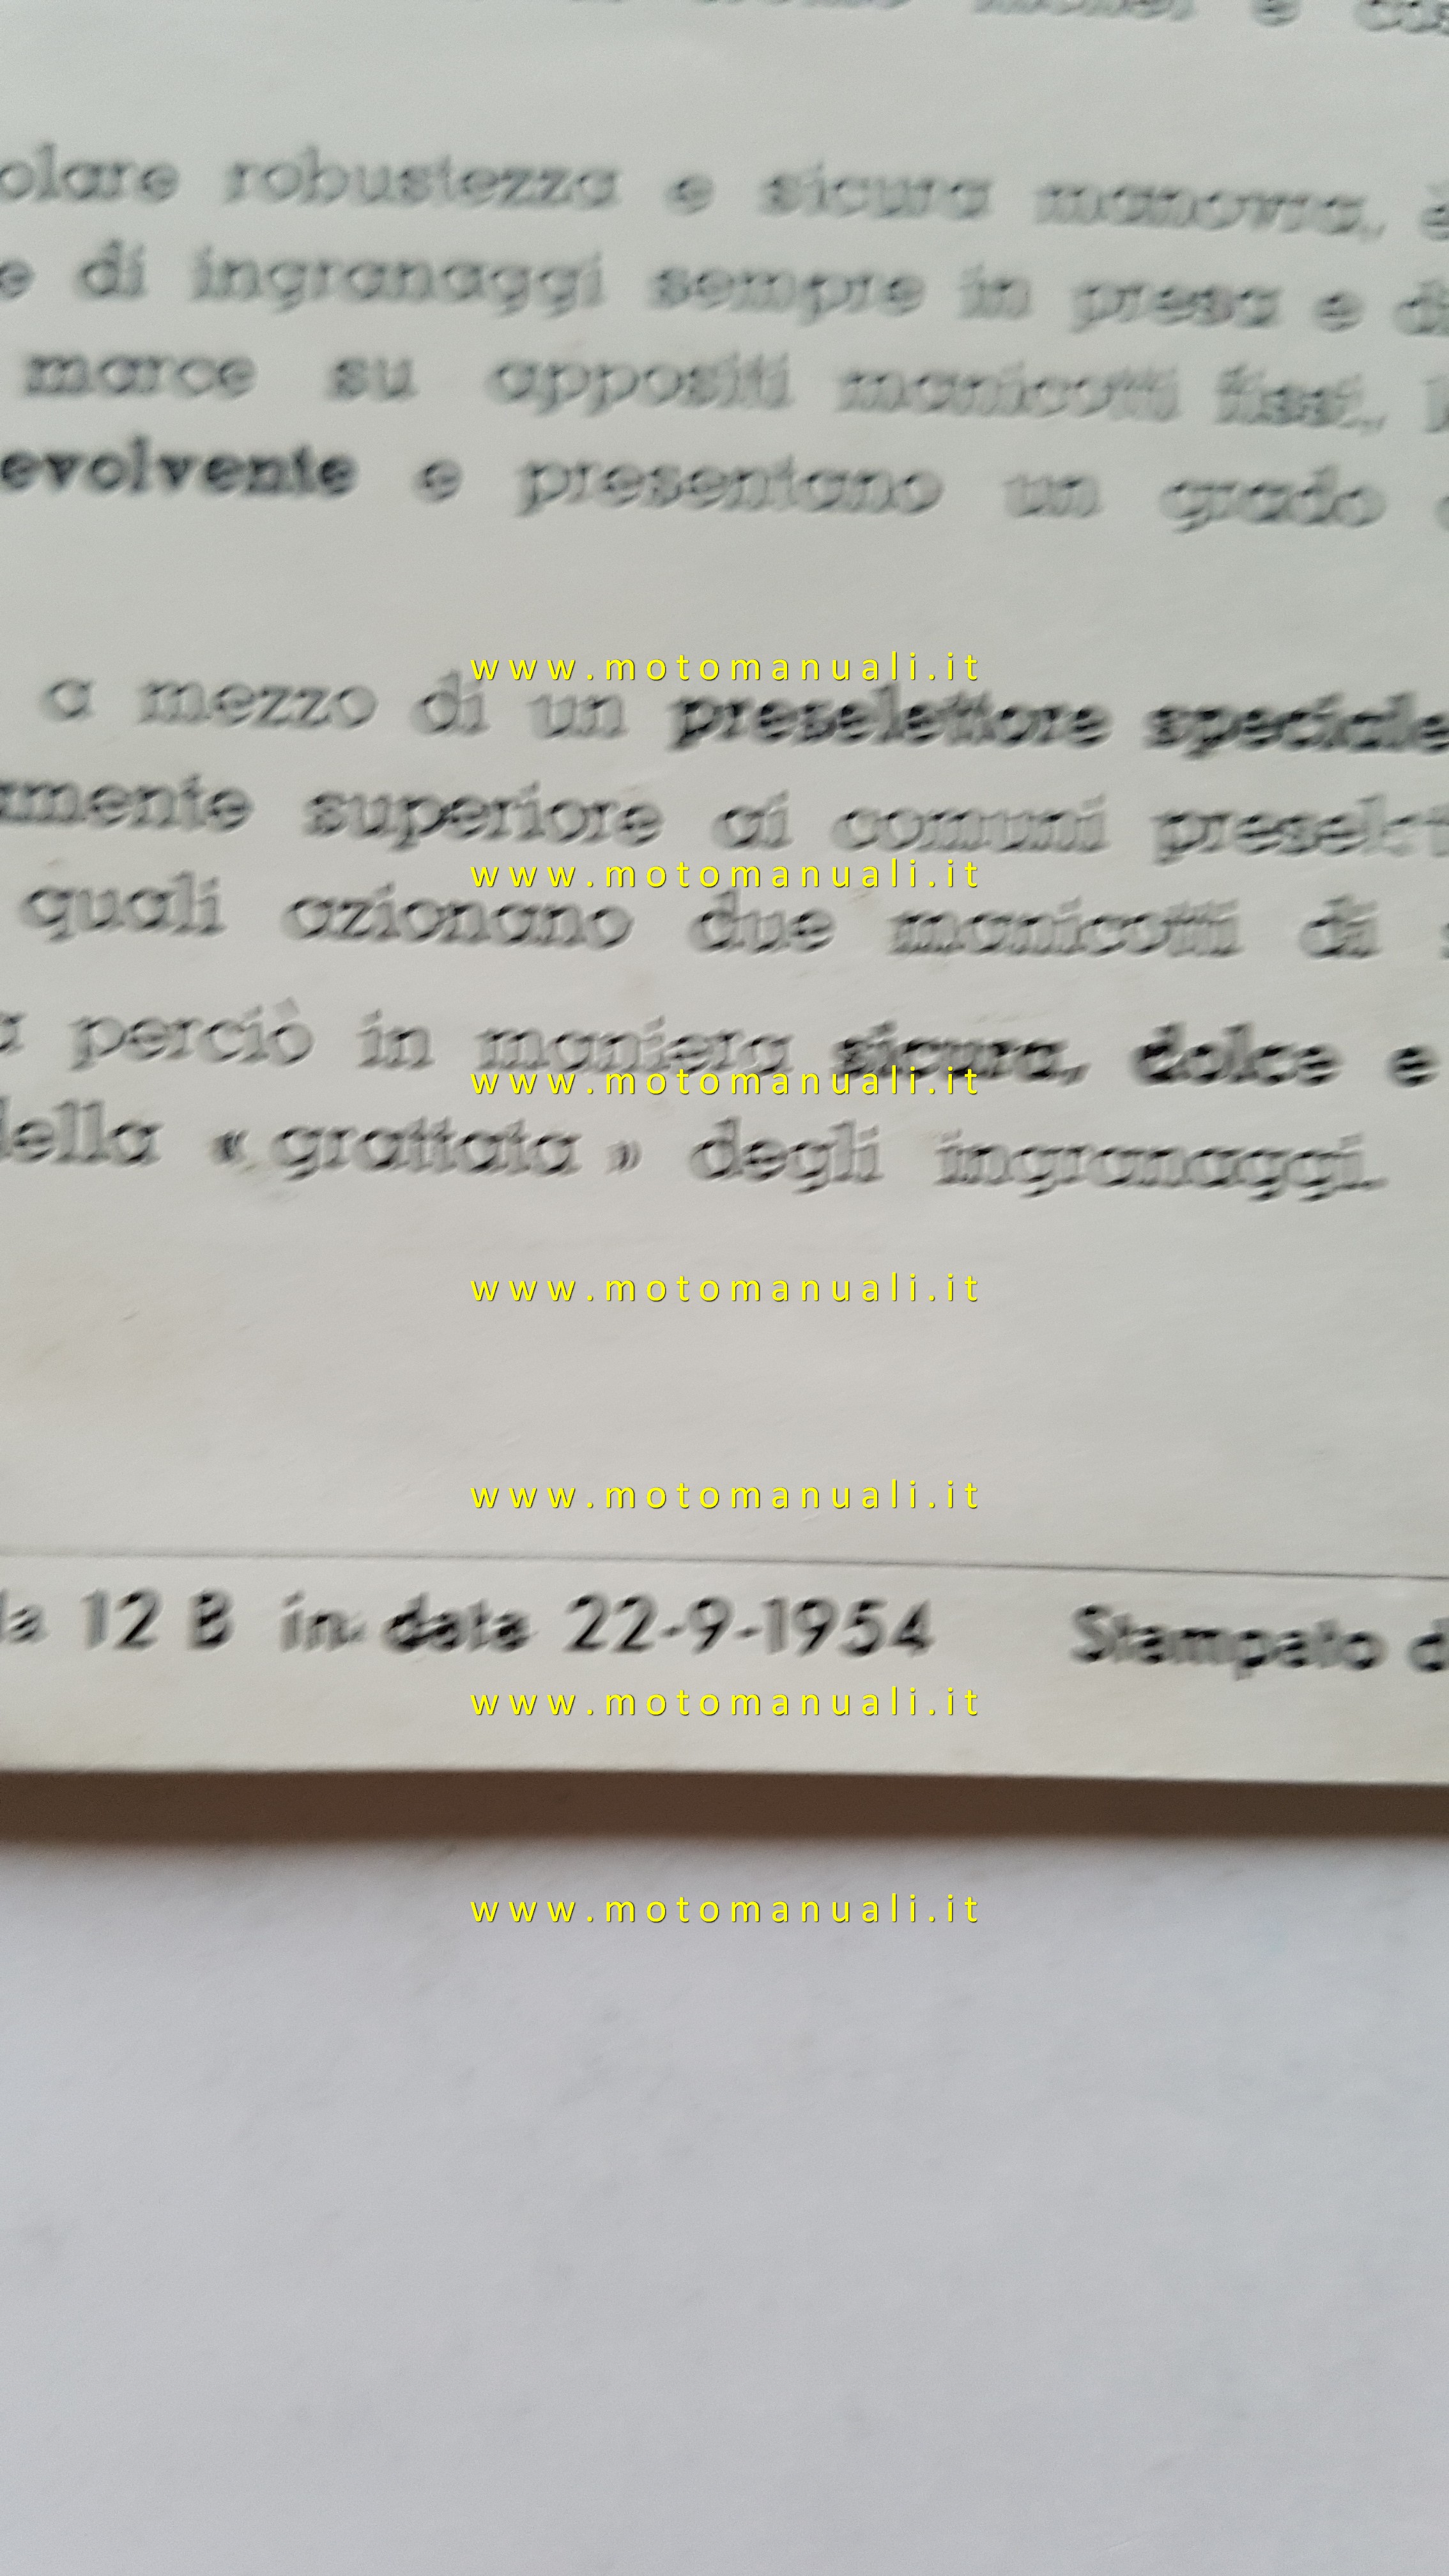 olare robustezza e sicura manovra, è
e di ingranaggi sempre in presa e di
marce su appositi manicotti fissi,
evolvente e presentano un grado
www.motomanuali.it
a mezzo di un preselettore speciale
amente superiore ai comuni preselet
www.motomanuali.it
quali azionano due manicotti di
a perciò in maniera sicura, dolce e
www.motomanuali.it
della « grattata » degli ingranaggi.
www.motomanuali.it
www.motomanuali.it
la 12 B in data 22-9-1954 Stampato d
www.motomanuali.it
www.motomanuali.it